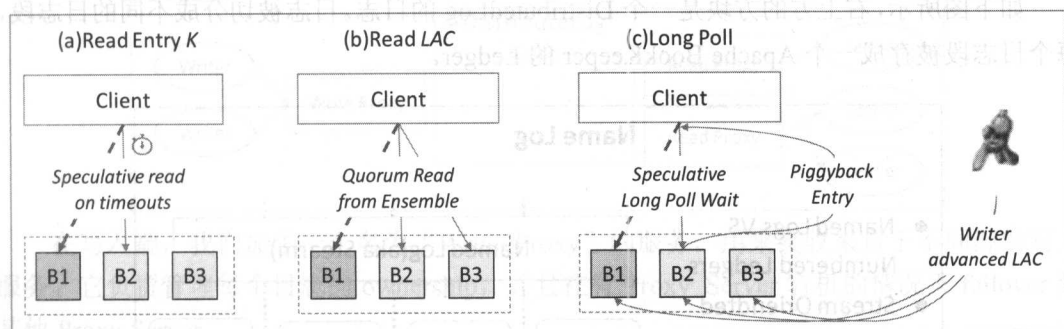 (a)Read Entry K
(b)Read LAC
(c)Long Poll
Client
Client
Client
Speculative read
on timeouts
Quorum Read
from Ensemble
Speculative
Long Poll Wait
Piggyback
Entry
Writer
advanced LAC
B1 B2 B3
B1 B2 B3
B1 B2 B3